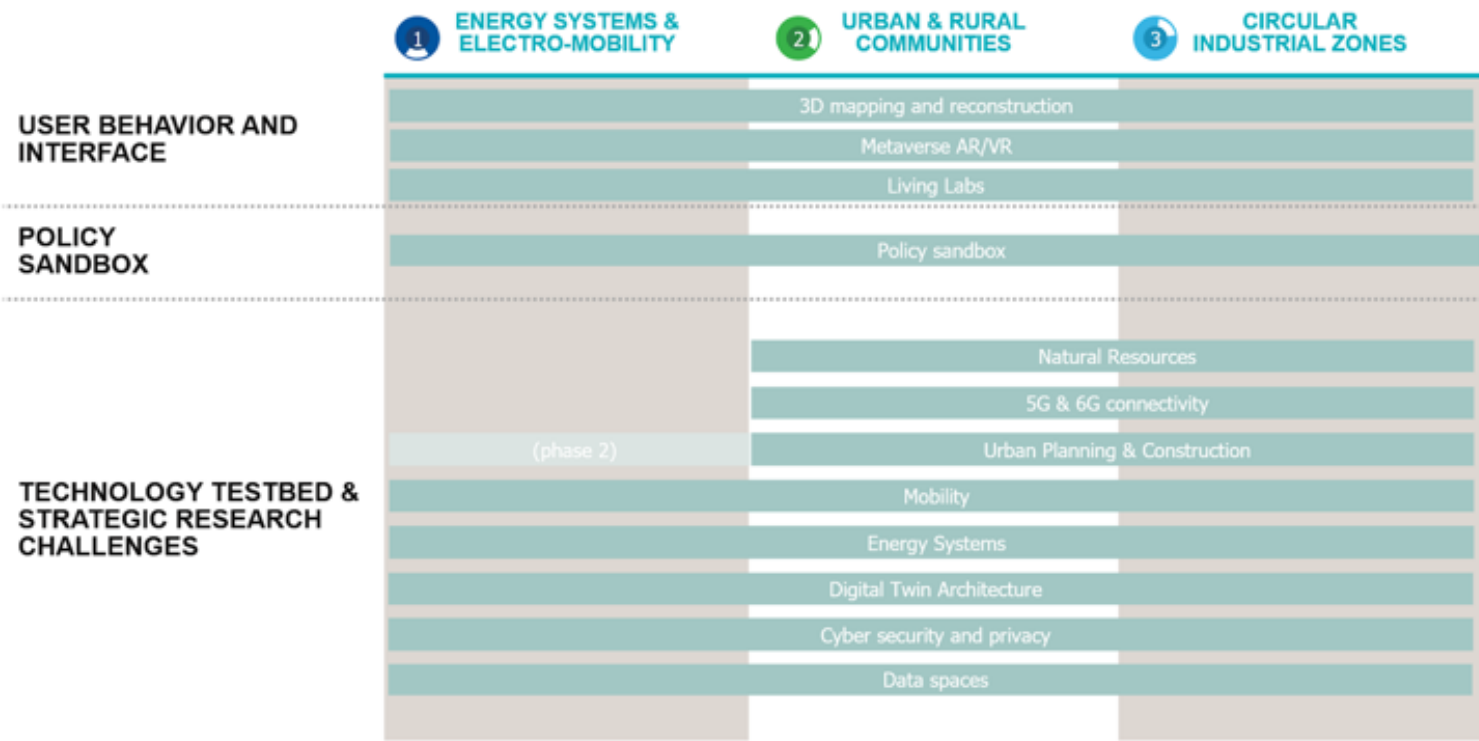 1 ENERGY SYSTEMS &
ELECTRO-MOBILITY
2 URBAN & RURAL
COMMUNITIES
3 CIRCULAR
INDUSTRIAL ZONES
USER BEHAVIOR AND
INTERFACE
3D mapping and reconstruction
Metaverse AR/VR
Living Labs
POLICY
SANDBOX
Policy sandbox
TECHNOLOGY TESTBED &
STRATEGIC RESEARCH
CHALLENGES
Natural Resources
5G & 6G connectivity
(phase 2) Urban Planning & Construction
Mobility
Energy Systems
Digital Twin Architecture
Cyber security and privacy
Data spaces